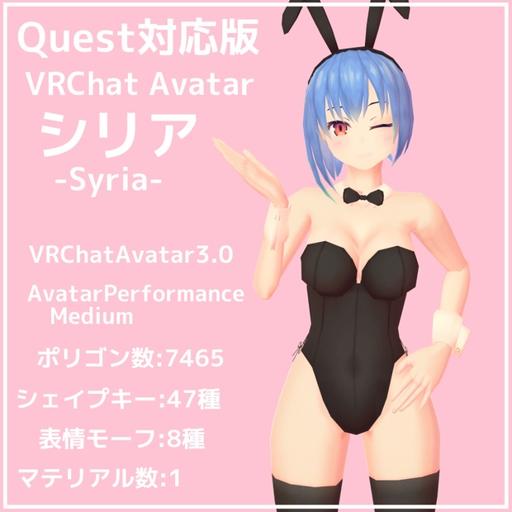 Quest対応版
VRChat Avatar
シリア
-Syria-
VRChatAvatar3.0
AvatarPerformance
Medium
ポリゴン数:7465
シェイプキー:47種
表情モーフ:8種
マテリアル数:1